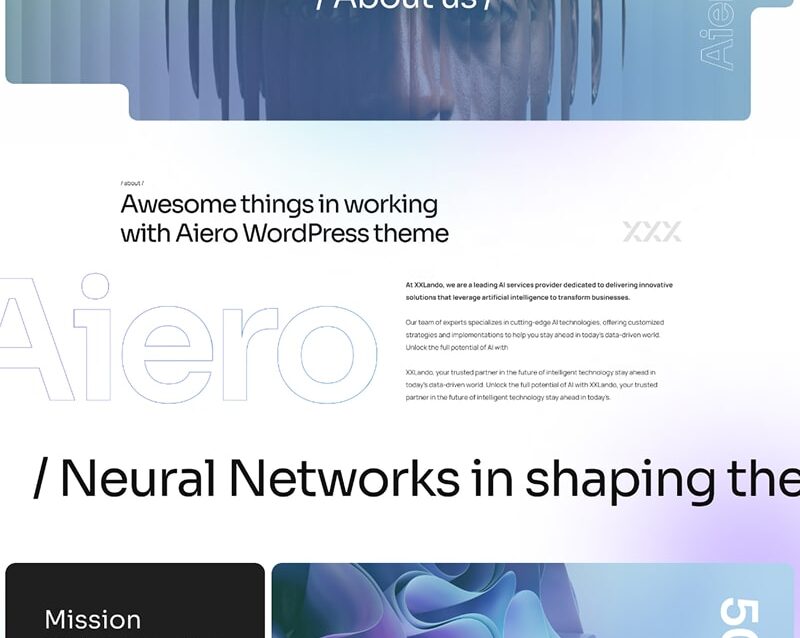 / About us /
Aie
/ about /
Awesome things in working
with Aiero WordPress theme
XXX
Aiero
At XXLando, we are a leading AI services provider dedicated to delivering innovative
solutions that leverage artificial intelligence to transform businesses.
Our team of experts specializes in cutting-edge AI technologies, offering customized
strategies and implementations to help you stay ahead in today's data-driven world.
Unlock the full potential of AI with
XXLando, your trusted partner in the future of intelligent technology stay ahead in
today's data-driven world. Unlock the full potential of AI with XXLando, your trusted
partner in the future of intelligent technology stay ahead in today's.
/ Neural Networks in shaping the
Mission
50